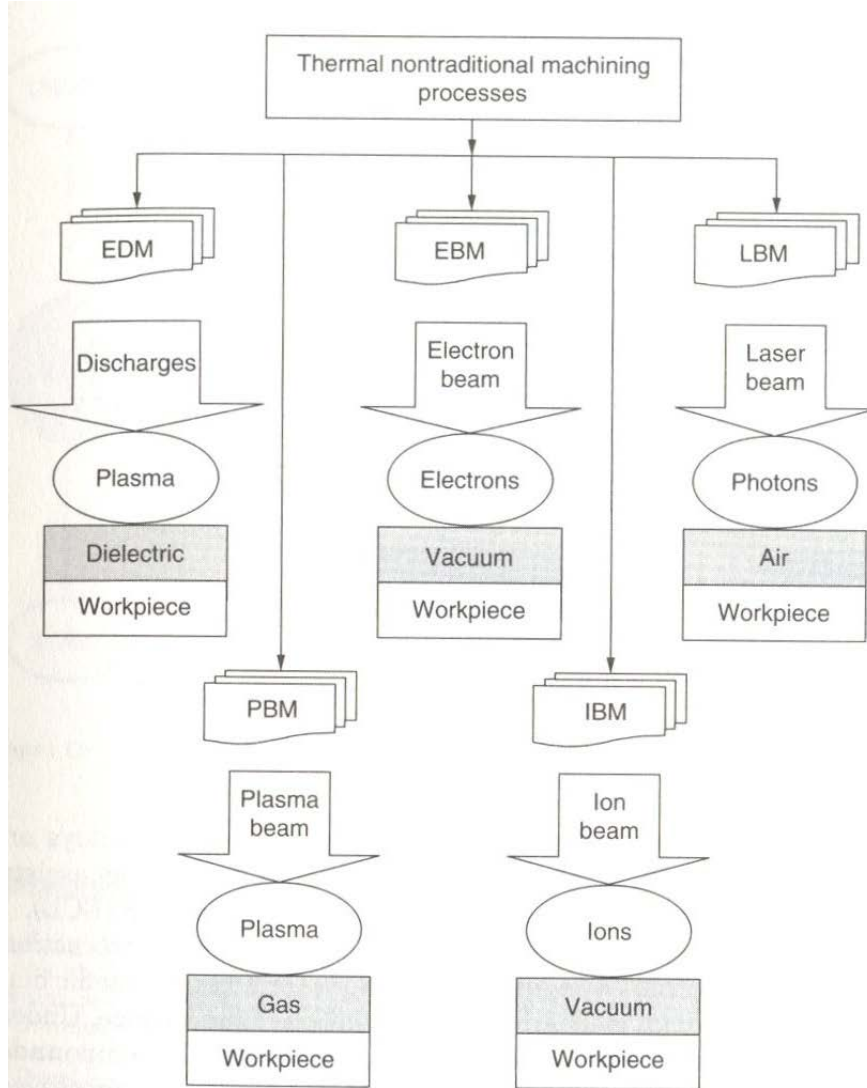 Thermal nontraditional machining
processes
EDM
EBM
LBM
Discharges
Electron
beam
Laser
beam
Plasma
Electrons
Photons
Dielectric
Vacuum
Air
Workpiece
Workpiece
Workpiece
PBM
IBM
Plasma
beam
Ion
beam
Plasma
Ions
Gas
Vacuum
Workpiece
Workpiece